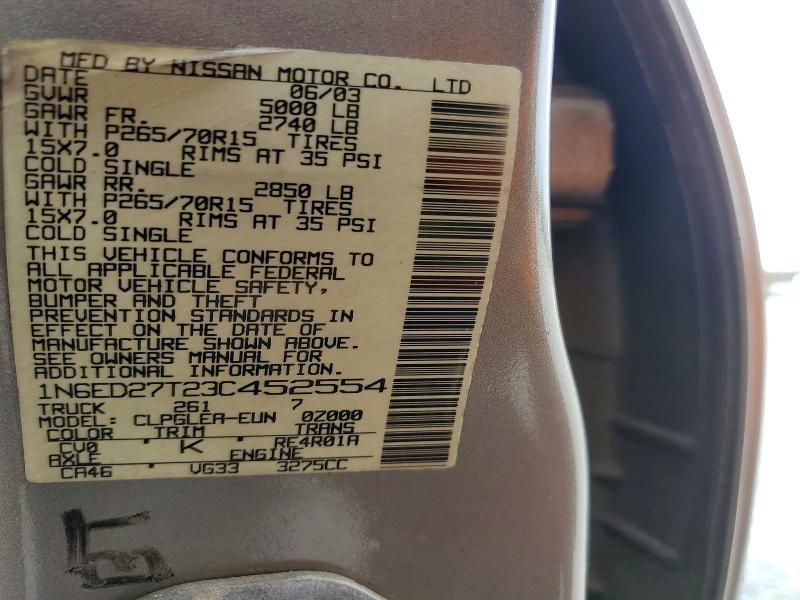 MFD BY NISSAN MOTOR CO. LTD
DATE 06/03
GVWR 5000 LB
GAWR FR. 2740 LB
WITH P265/70R15 TIRES
15X7.0 RIMS AT 35 PSI
COLD SINGLE
GAWR RR. 2850 LB
WITH P265/70R15 TIRES
15X7.0 RIMS AT 35 PSI
COLD SINGLE
THIS VEHICLE CONFORMS TO
ALL APPLICABLE FEDERAL
MOTOR VEHICLE SAFETY,
BUMPER AND THEFT
PREVENTION STANDARDS IN
EFFECT ON THE DATE OF
MANUFACTURE SHOWN ABOVE.
SEE OWNERS MANUAL FOR
ADDITIONAL INFORMATION.
1N6ED27T23C452554
TRUCK 261 7
MODEL: CLPGLEA-EUN 0Z000
COLOR TRIM TRANS
CV0 . K RE4R01A
AXLE ENGINE
CA46 . VG33 3275CC